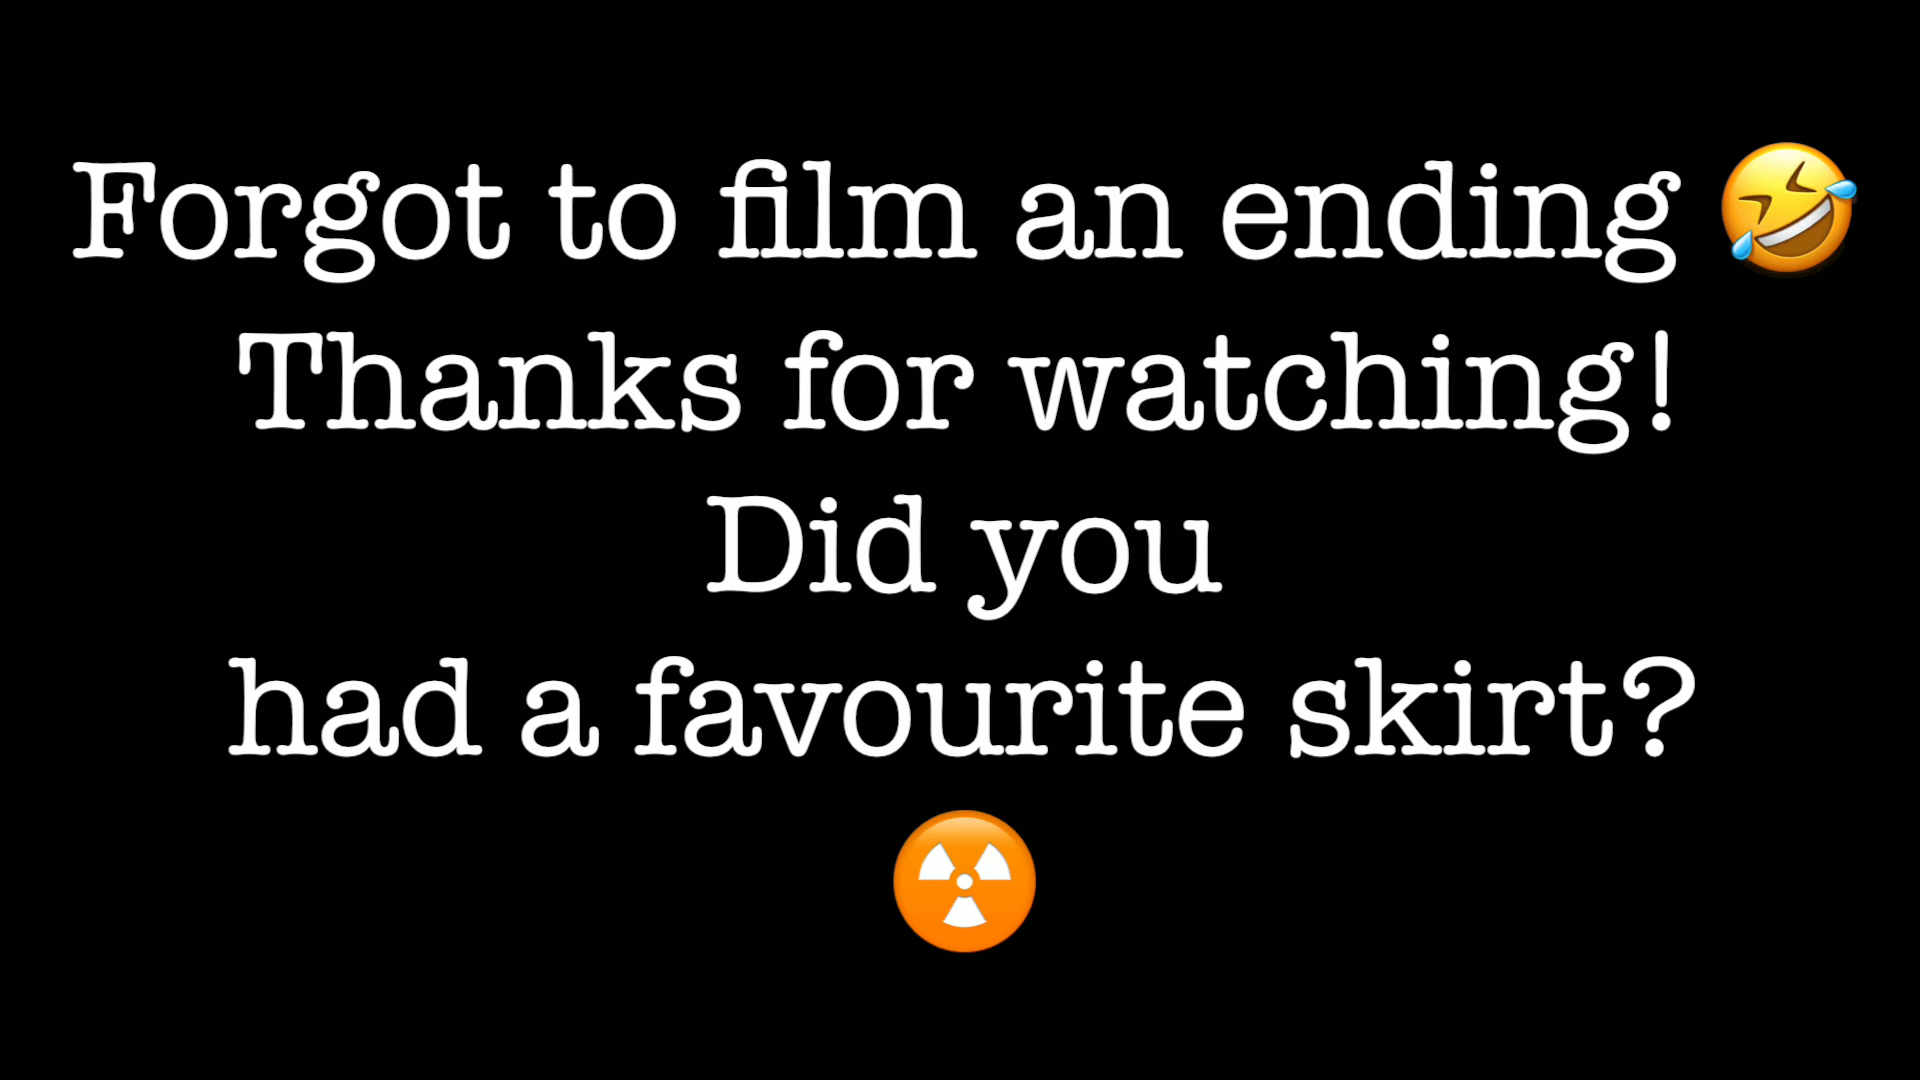 Forgot to film an ending 🤣
Thanks for watching!
Did you
had a favourite skirt?
☢️